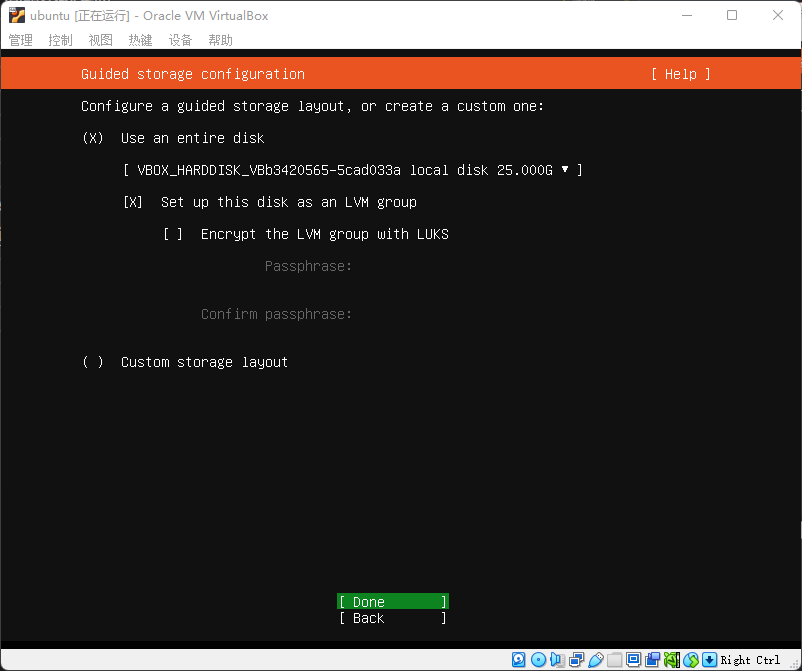 ubuntu [正在运行] - Oracle VM VirtualBox
管理 控制 视图 热键 设备 帮助
Guided storage configuration [ Help ]
Configure a guided storage layout, or create a custom one:
(X) Use an entire disk
[ VBOX_HARDDISK_VBb3420565-5cad033a local disk 25.000G ▾ ]
[X] Set up this disk as an LVM group
[ ] Encrypt the LVM group with LUKS
Passphrase:
Confirm passphrase:
( ) Custom storage layout
[ Done ]
[ Back ]
Right Ctrl